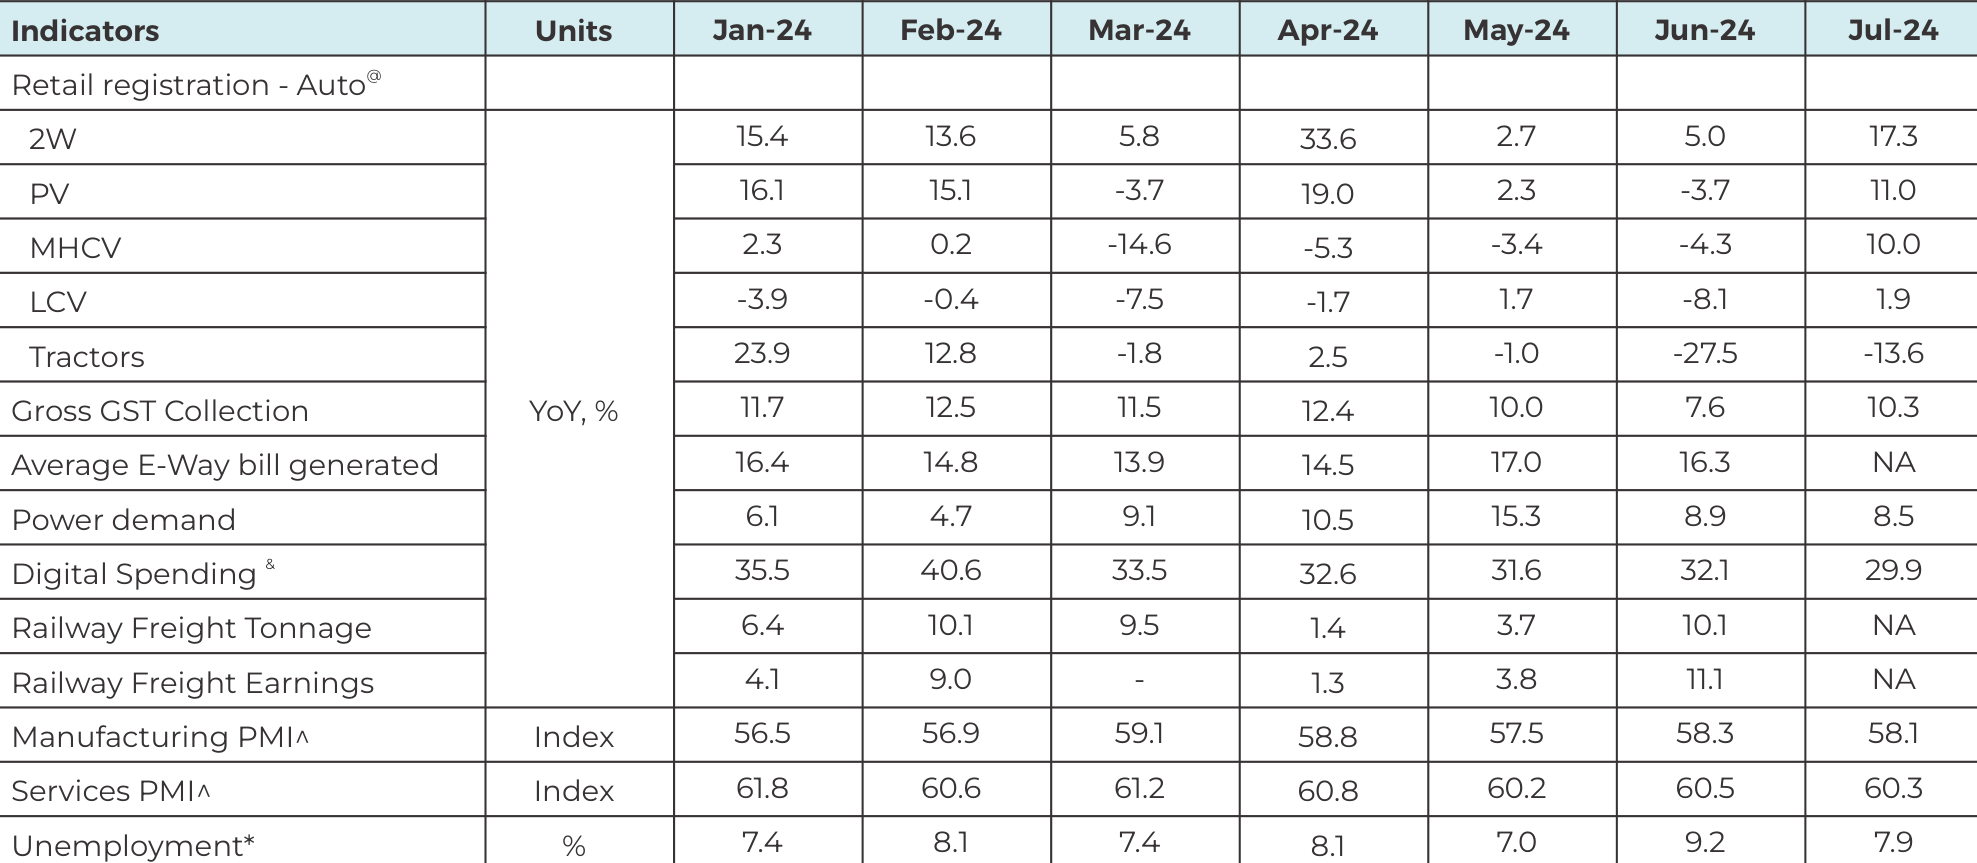 Indicators Units Jan-24 Feb-24 Mar-24 Apr-24 May-24 Jun-24 Jul-24
Retail registration - Auto@
2W 15.4 13.6 5.8 33.6 2.7 5.0 17.3
PV 16.1 15.1 -3.7 19.0 2.3 -3.7 11.0
MHCV 2.3 0.2 -14.6 -5.3 -3.4 -4.3 10.0
LCV -3.9 -0.4 -7.5 -1.7 1.7 -8.1 1.9
Tractors 23.9 12.8 -1.8 2.5 -1.0 -27.5 -13.6
Gross GST Collection YoY, % 11.7 12.5 11.5 12.4 10.0 7.6 10.3
Average E-Way bill generated 16.4 14.8 13.9 14.5 17.0 16.3 NA
Power demand 6.1 4.7 9.1 10.5 15.3 8.9 8.5
Digital Spending & 35.5 40.6 33.5 32.6 31.6 32.1 29.9
Railway Freight Tonnage 6.4 10.1 9.5 1.4 3.7 10.1 NA
Railway Freight Earnings 4.1 9.0 - 1.3 3.8 11.1 NA
Manufacturing PMI^ Index 56.5 56.9 59.1 58.8 57.5 58.3 58.1
Services PMI^ Index 61.8 60.6 61.2 60.8 60.2 60.5 60.3
Unemployment* % 7.4 8.1 7.4 8.1 7.0 9.2 7.9